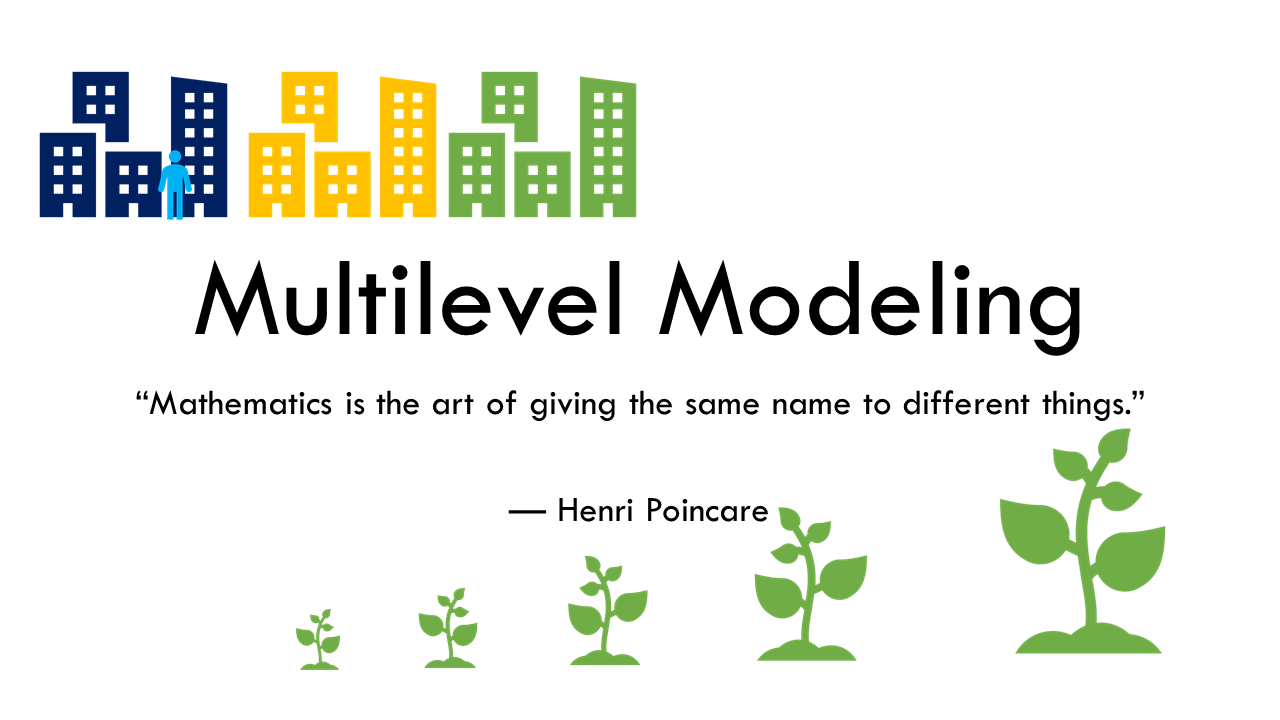 Multilevel Modeling
“Mathematics is the art of giving the same name to different things.”
— Henri Poincare